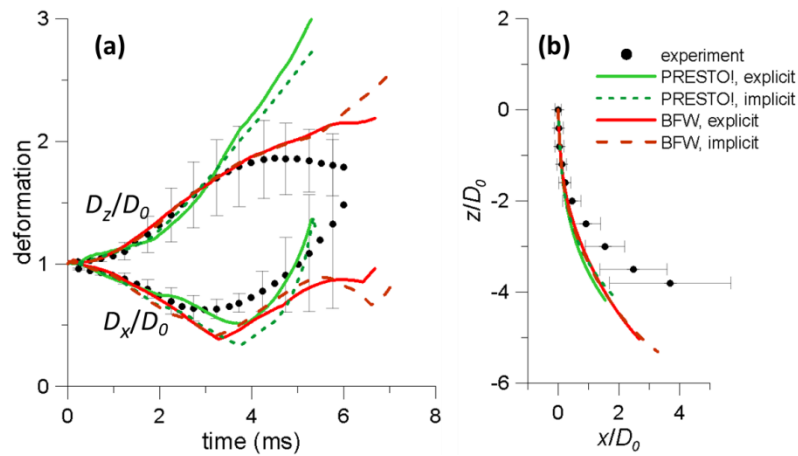 (a)
3
2
1
0
deformation
Dz/D0
Dx/D0
0 2 4 6 8
time (ms)
(b)
2
0
-2
-4
-6
z/D0
experiment
PRESTO!, explicit
PRESTO!, implicit
BFW, explicit
BFW, implicit
0 2 4
x/D0